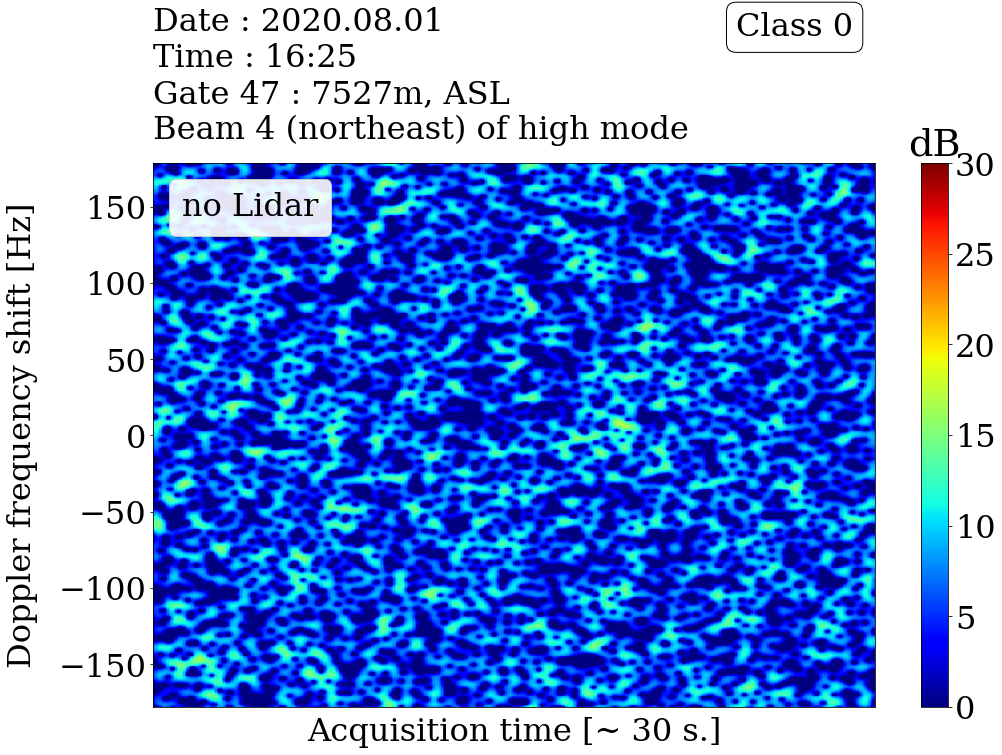 Date : 2020.08.01
Time : 16:25
Gate 47 : 7527m, ASL
Beam 4 (northeast) of high mode
Class 0
dB
no Lidar
Doppler frequency shift [Hz]
150
100
50
0
−50
−100
−150
30
25
20
15
10
5
0
Acquisition time [~ 30 s.]